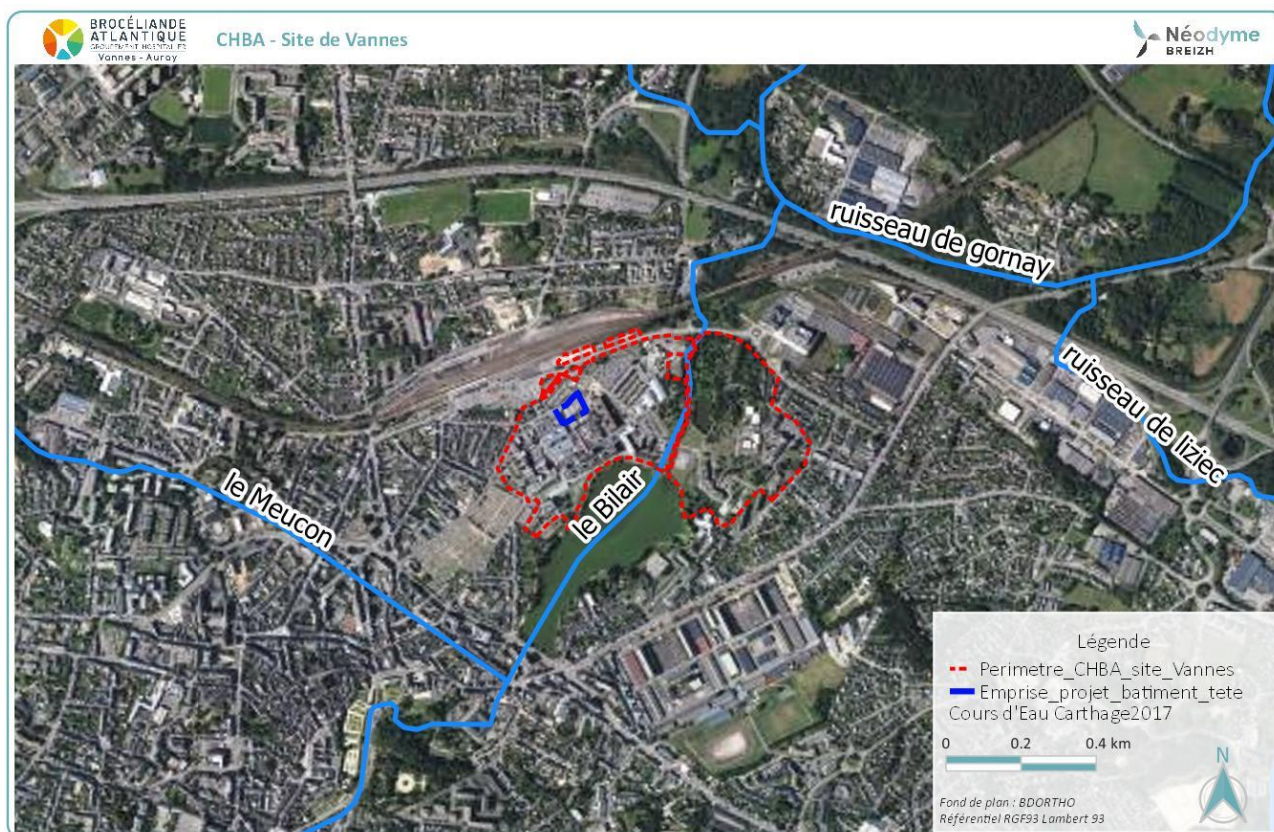 BROCÉLIANDE
ATLANTIQUE
GROUPEMENT HOSPITALIER
Vannes - Auray
CHBA - Site de Vannes
Néodyme
BREIZH
ruisseau de gornay
ruisseau de liziec
le Meucon
le Bilair
Légende
Perimetre_CHBA_site_Vannes
Emprise_projet_batiment_tete
Cours d'Eau Carthage2017
0 0.2 0.4 km
N
Fond de plan : BDORTHO
Référentiel RGF93 Lambert 93